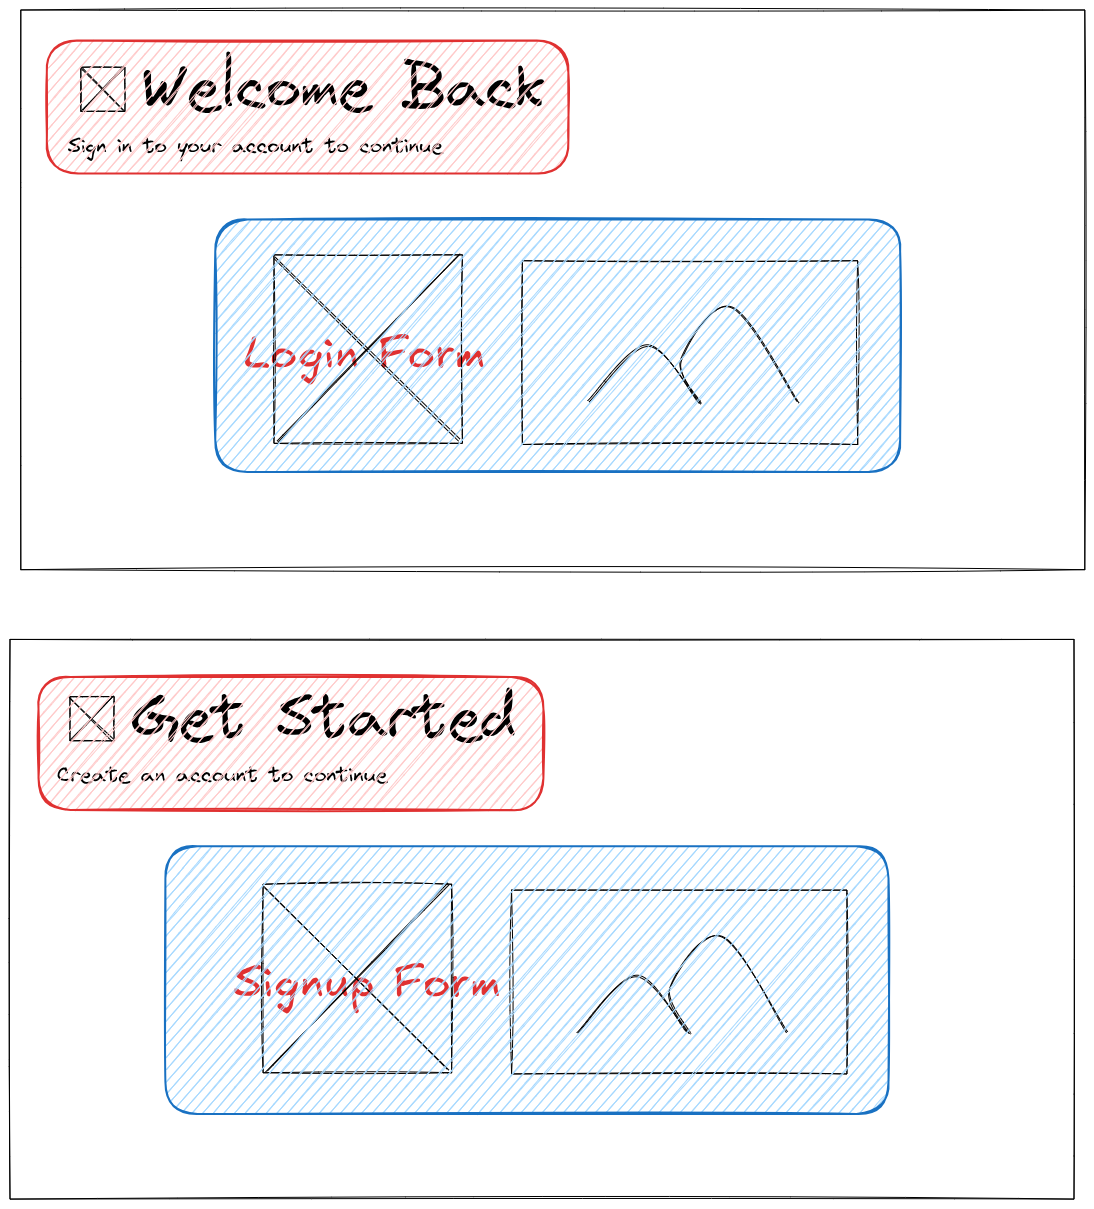 Welcome Back
Sign in to your account to continue
Login Form
Get Started
Create an account to continue
Signup Form